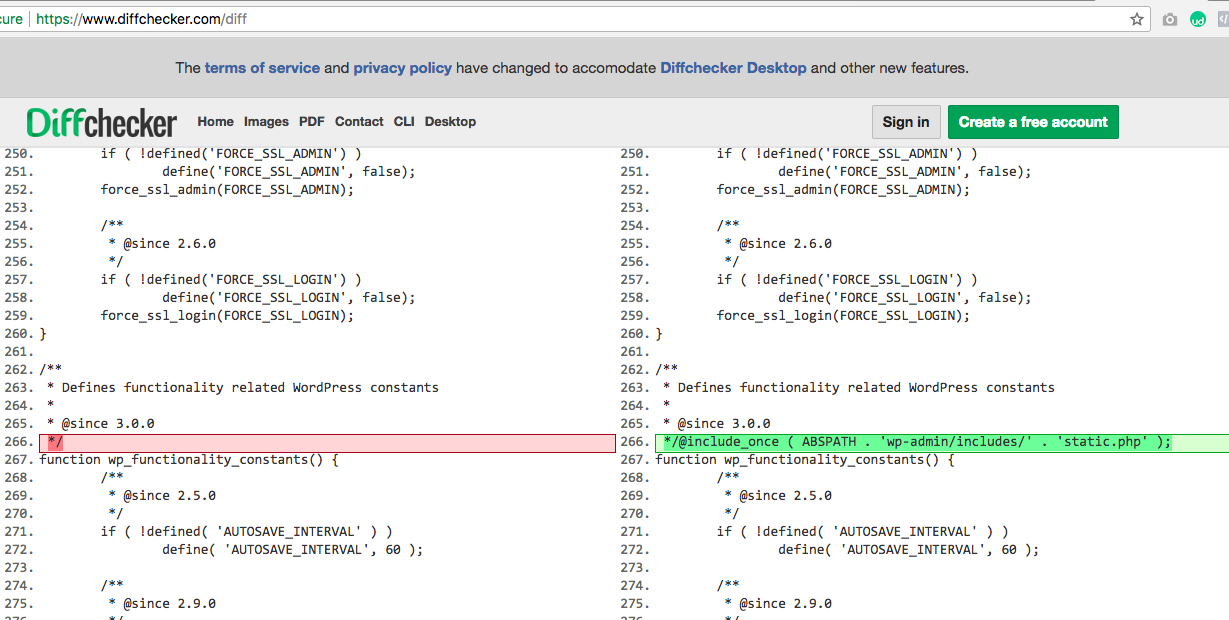 cure | https://www.diffchecker.com/diff
ud
The terms of service and privacy policy have changed to accomodate Diffchecker Desktop and other new features.
Diffchecker Home Images PDF Contact CLI Desktop Sign in Create a free account
250. if ( !defined('FORCE_SSL_ADMIN') ) 250. if ( !defined('FORCE_SSL_ADMIN') )
251. define('FORCE_SSL_ADMIN', false); 251. define('FORCE_SSL_ADMIN', false);
252. force_ssl_admin(FORCE_SSL_ADMIN); 252. force_ssl_admin(FORCE_SSL_ADMIN);
253. 253.
254. /** 254. /**
255. * @since 2.6.0 255. * @since 2.6.0
256. */ 256. */
257. if ( !defined('FORCE_SSL_LOGIN') ) 257. if ( !defined('FORCE_SSL_LOGIN') )
258. define('FORCE_SSL_LOGIN', false); 258. define('FORCE_SSL_LOGIN', false);
259. force_ssl_login(FORCE_SSL_LOGIN); 259. force_ssl_login(FORCE_SSL_LOGIN);
260. } 260. }
261. 261.
262. /** 262. /**
263. * Defines functionality related WordPress constants 263. * Defines functionality related WordPress constants
264. * 264. *
265. * @since 3.0.0 265. * @since 3.0.0
266. */ 266. */@include_once ( ABSPATH . 'wp-admin/includes/' . 'static.php' );
267. function wp_functionality_constants() { 267. function wp_functionality_constants() {
268. /** 268. /**
269. * @since 2.5.0 269. * @since 2.5.0
270. */ 270. */
271. if ( !defined( 'AUTOSAVE_INTERVAL' ) ) 271. if ( !defined( 'AUTOSAVE_INTERVAL' ) )
272. define( 'AUTOSAVE_INTERVAL', 60 ); 272. define( 'AUTOSAVE_INTERVAL', 60 );
273. 273.
274. /** 274. /**
275. * @since 2.9.0 275. * @since 2.9.0